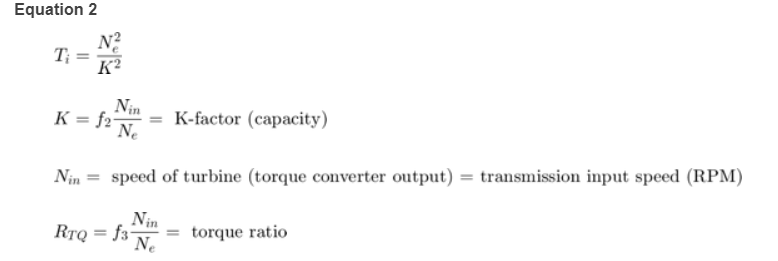 Equation 2
T_i = N_e^2 / K^2
K = f_2 N_in / N_e = K-factor (capacity)
N_in = speed of turbine (torque converter output) = transmission input speed (RPM)
R_TQ = f_3 N_in / N_e = torque ratio